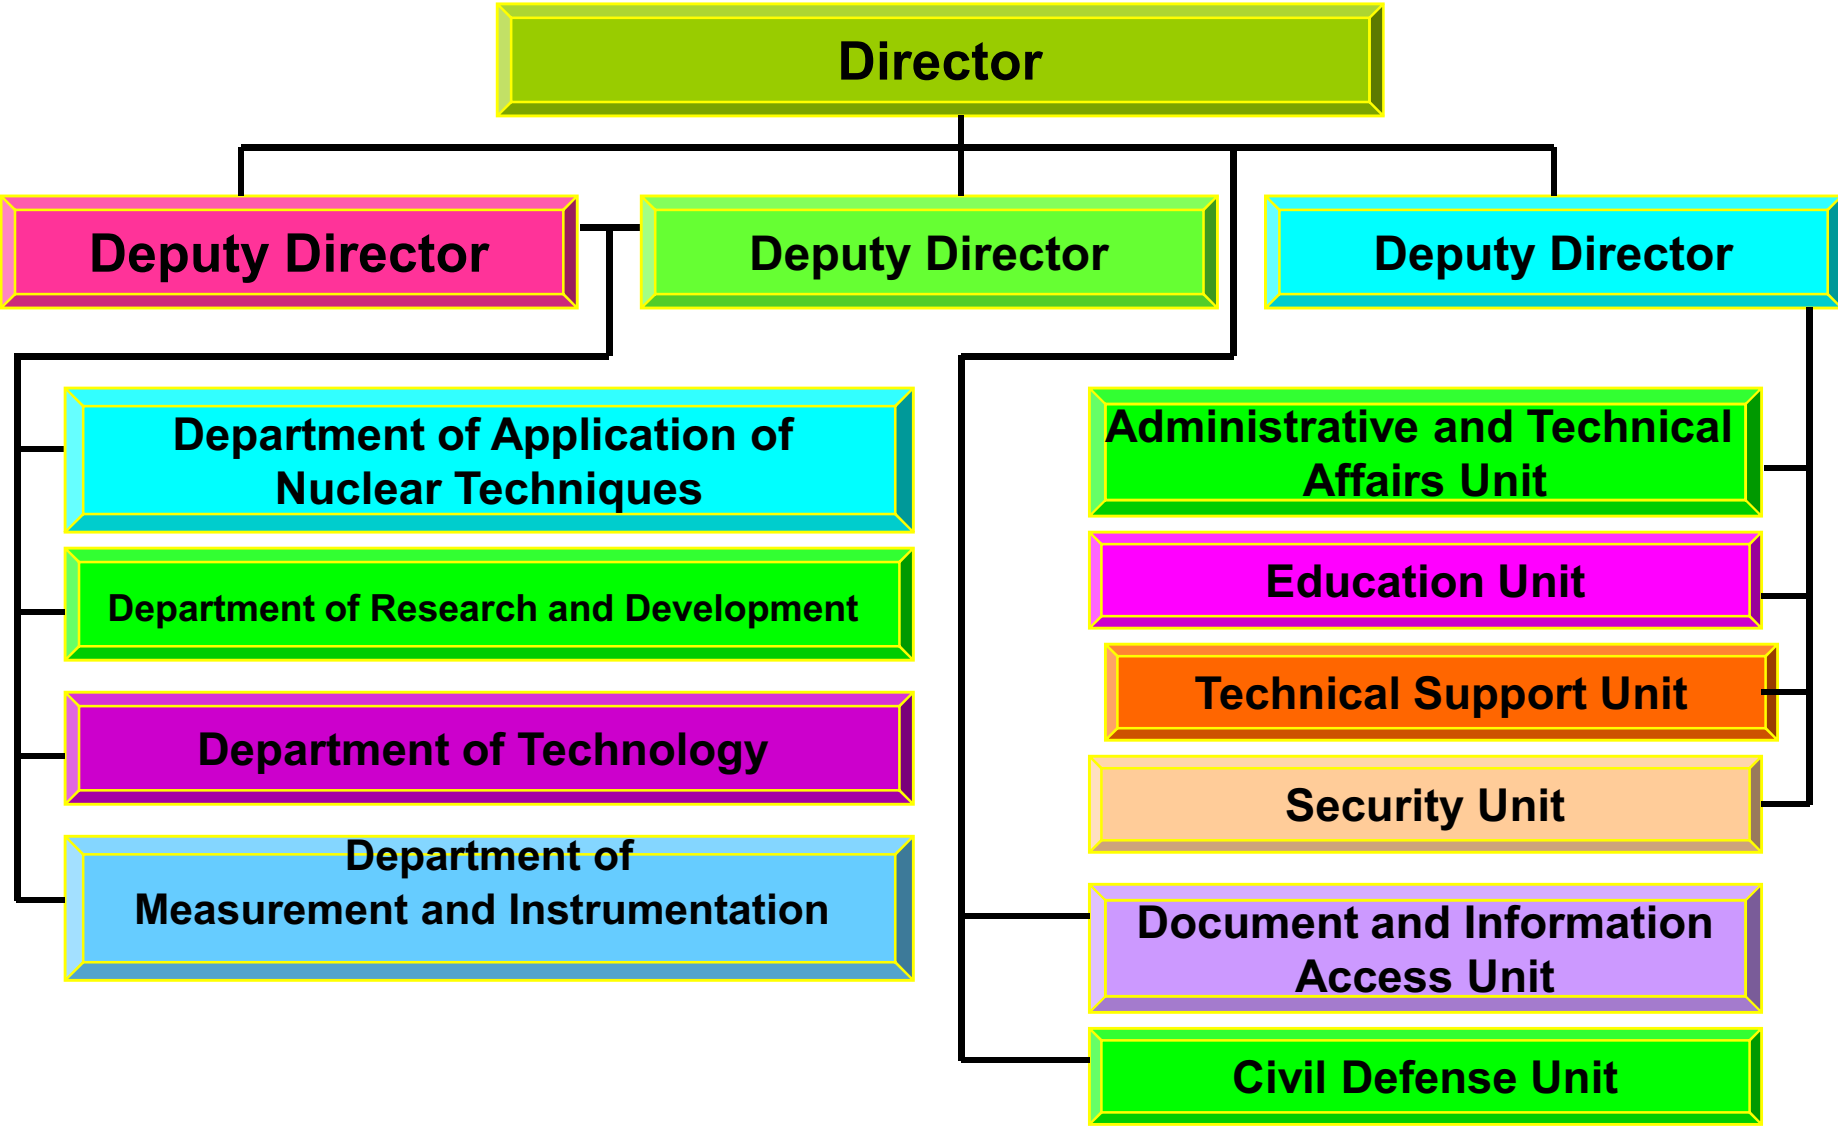 Director
Deputy Director
Deputy Director
Deputy Director
Department of Application of
Nuclear Techniques
Department of Research and Development
Department of Technology
Department of
Measurement and Instrumentation
Administrative and Technical
Affairs Unit
Education Unit
Technical Support Unit
Security Unit
Document and Information
Access Unit
Civil Defense Unit